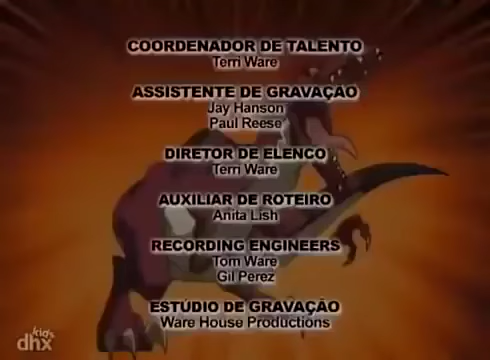 COORDENADOR DE TALENTO
Terri Ware
ASSISTENTE DE GRAVAÇÃO
Jay Hanson
Paul Reese
DIRETOR DE ELENCO
Terri Ware
AUXILIAR DE ROTEIRO
Anita Lish
RECORDING ENGINEERS
Tom Ware
Gil Perez
ESTÚDIO DE GRAVAÇÃO
Ware House Productions
kid's
dhx